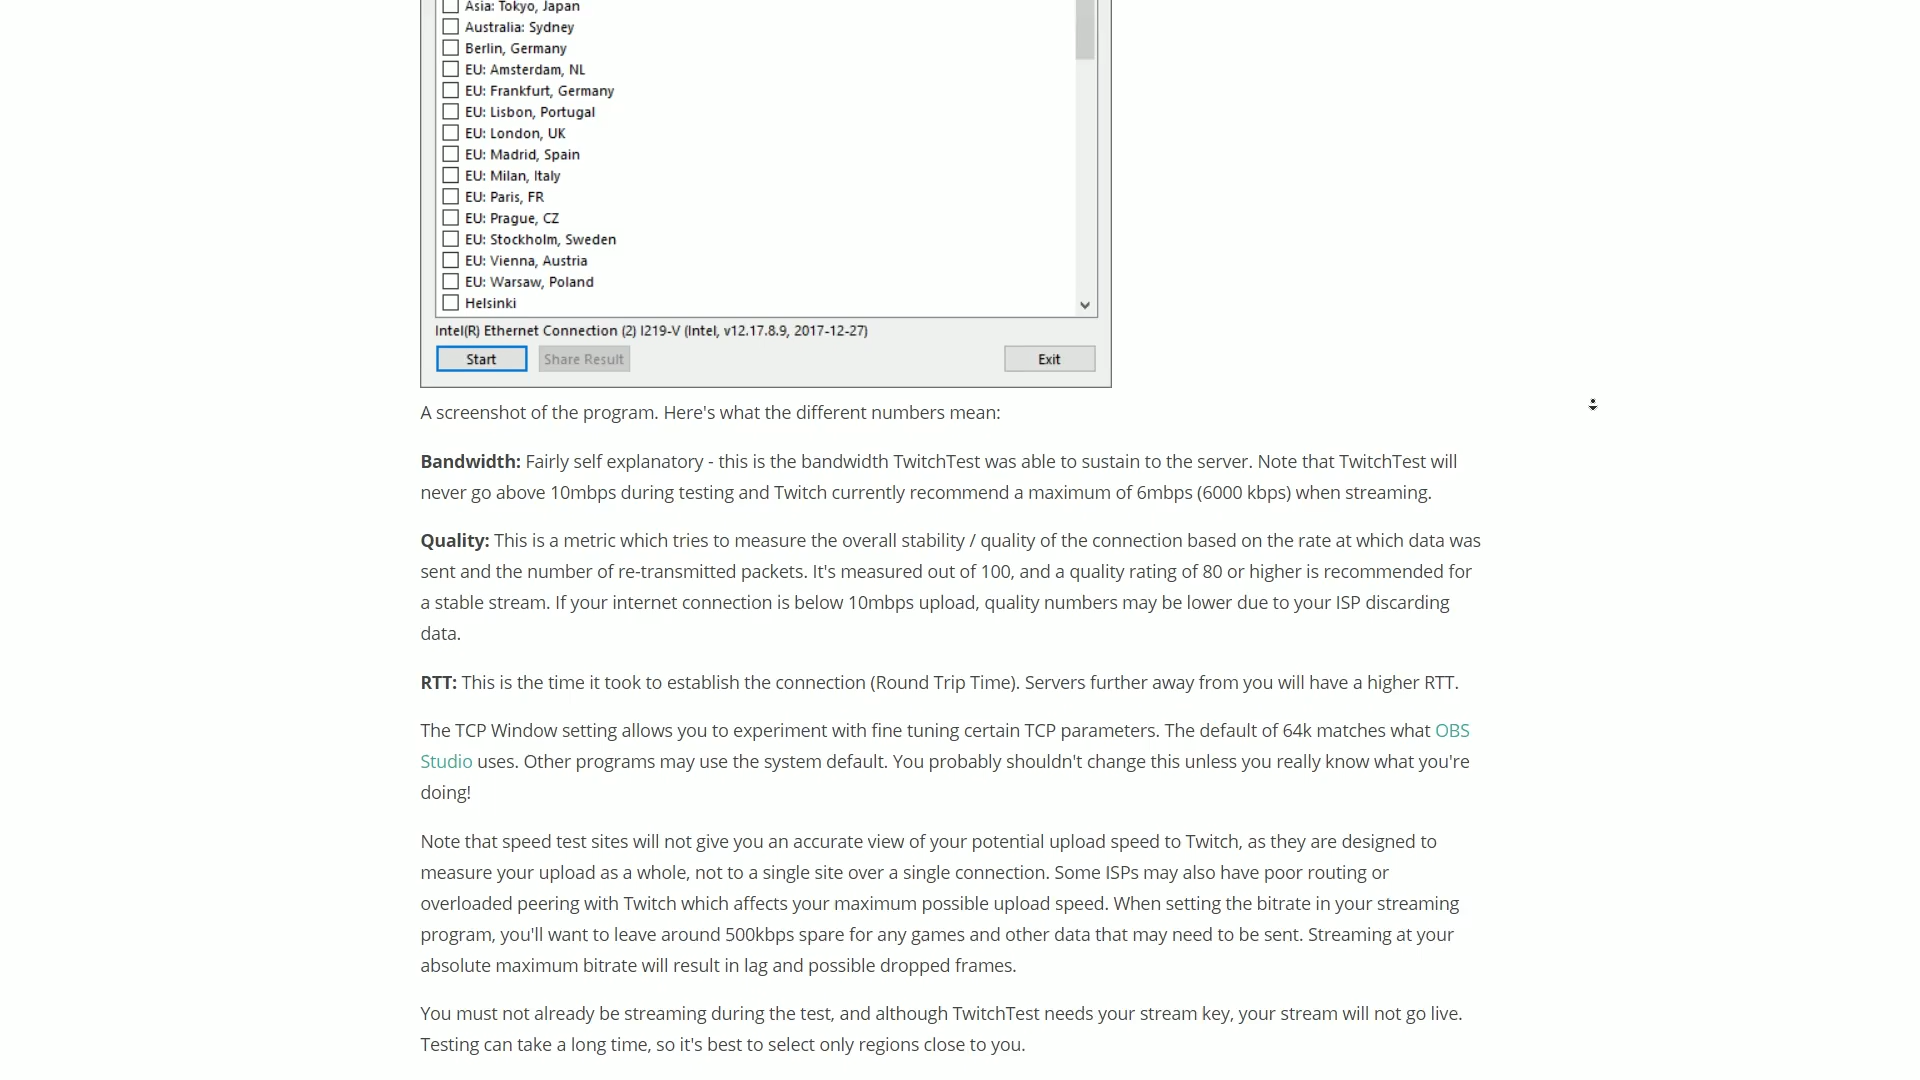 Asia: Tokyo, Japan
Australia: Sydney
Berlin, Germany
EU: Amsterdam, NL
EU: Frankfurt, Germany
EU: Lisbon, Portugal
EU: London, UK
EU: Madrid, Spain
EU: Milan, Italy
EU: Paris, FR
EU: Prague, CZ
EU: Stockholm, Sweden
EU: Vienna, Austria
EU: Warsaw, Poland
Helsinki
Intel(R) Ethernet Connection (2) I219-V (Intel, v12.17.8.9, 2017-12-27)
Start Share Result Exit
A screenshot of the program. Here's what the different numbers mean:
Bandwidth: Fairly self explanatory - this is the bandwidth TwitchTest was able to sustain to the server. Note that TwitchTest will
never go above 10mbps during testing and Twitch currently recommend a maximum of 6mbps (6000 kbps) when streaming.
Quality: This is a metric which tries to measure the overall stability / quality of the connection based on the rate at which data was
sent and the number of re-transmitted packets. It's measured out of 100, and a quality rating of 80 or higher is recommended for
a stable stream. If your internet connection is below 10mbps upload, quality numbers may be lower due to your ISP discarding
data.
RTT: This is the time it took to establish the connection (Round Trip Time). Servers further away from you will have a higher RTT.
The TCP Window setting allows you to experiment with fine tuning certain TCP parameters. The default of 64k matches what OBS
Studio uses. Other programs may use the system default. You probably shouldn't change this unless you really know what you're
doing!
Note that speed test sites will not give you an accurate view of your potential upload speed to Twitch, as they are designed to
measure your upload as a whole, not to a single site over a single connection. Some ISPs may also have poor routing or
overloaded peering with Twitch which affects your maximum possible upload speed. When setting the bitrate in your streaming
program, you'll want to leave around 500kbps spare for any games and other data that may need to be sent. Streaming at your
absolute maximum bitrate will result in lag and possible dropped frames.
You must not already be streaming during the test, and although TwitchTest needs your stream key, your stream will not go live.
Testing can take a long time, so it's best to select only regions close to you.